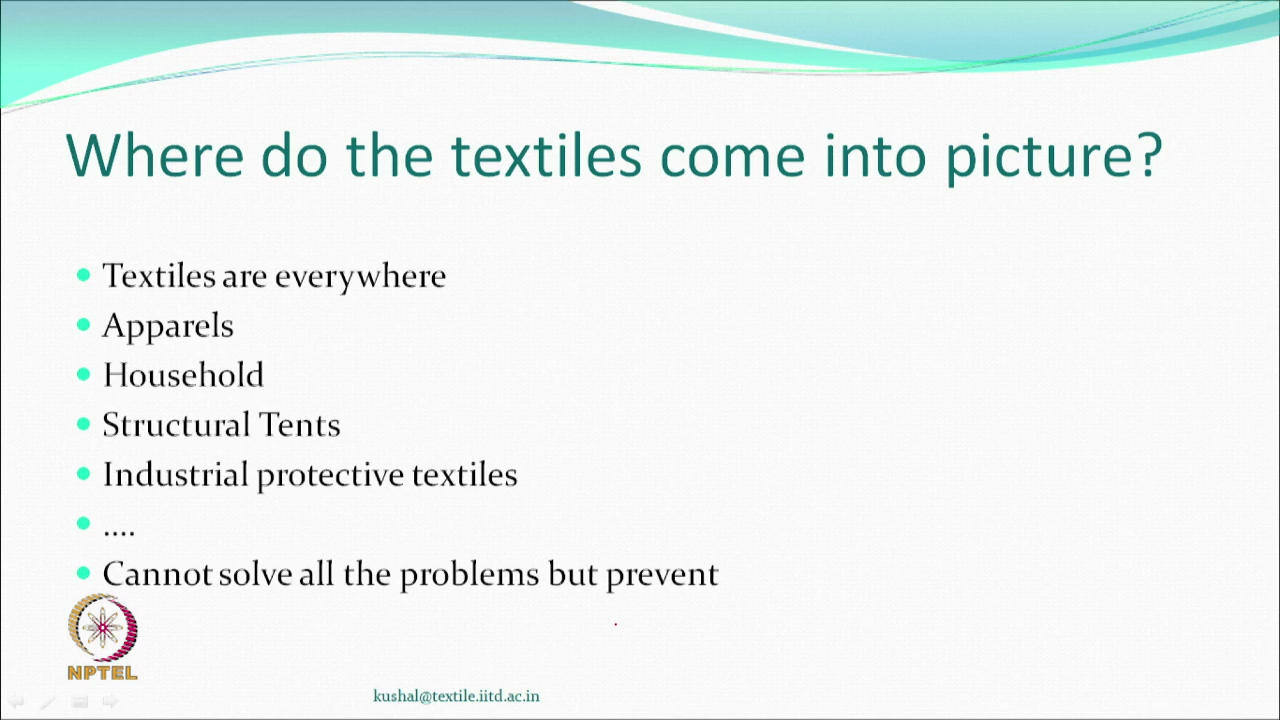 Where do the textiles come into picture?
Textiles are everywhere
Apparels
Household
Structural Tents
Industrial protective textiles
....
Cannot solve all the problems but prevent
NPTEL
kushal@textile.iitd.ac.in